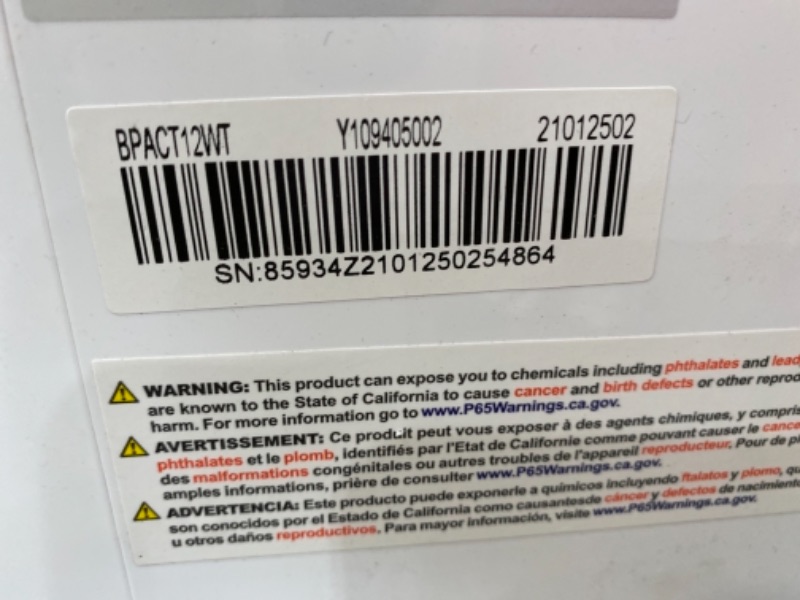 BPACT12WT Y109405002 21012502
SN:85934Z2101250254864
WARNING: This product can expose you to chemicals including phthalates and lead
are known to the State of California to cause cancer and birth defects or other
harm. For more information go to www.P65Warnings.ca.gov.
AVERTISSEMENT: Ce produit peut vous exposer à des agents chimiques, y
phthalates et le plomb, identifiés par l'Etat de Californie comme pouvant causer le
des malformations congénitales ou autres troubles de l'appareil reproducteur. Pour de
amples informations, prière de consulter www.P65Warnings.ca.gov.
ADVERTENCIA: Este producto puede exponerle a químicos incluyendo ftalatos y plomo,
son conocidos por el Estado de California como causantesde cáncer y defectos de nacimiento
u otros daños reproductivos. Para mayor información, visite www.P65Warnings.ca.gov.